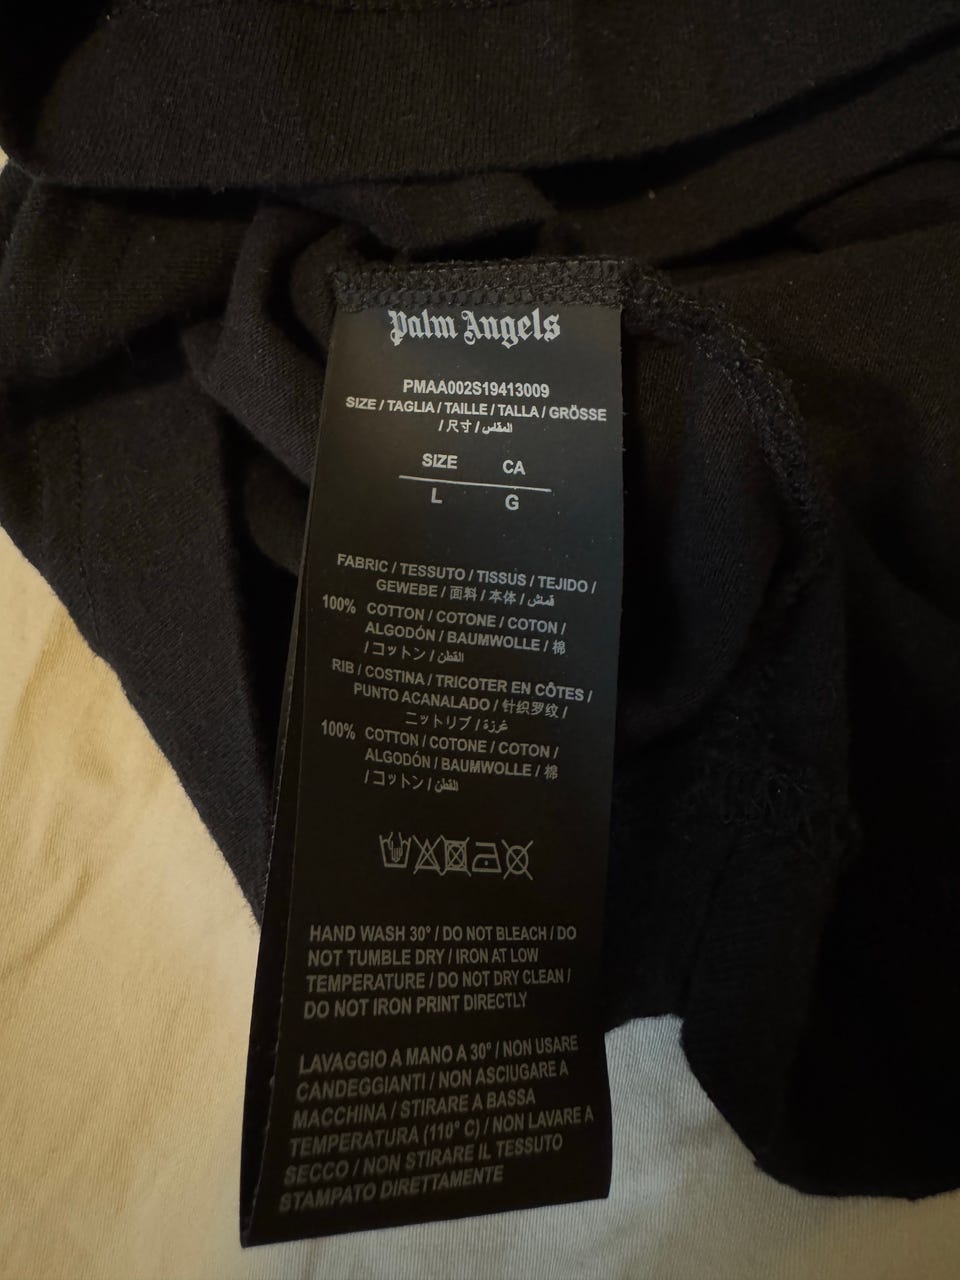 Palm Angels
PMAA002S19413009
SIZE / TAGLIA / TAILLE / TALLA / GRÖSSE
/ 尺寸 / المقاس
SIZE CA
L G
FABRIC / TESSUTO / TISSUS / TEJIDO /
GEWEBE / 面料 / 本体 / قماش
100% COTTON / COTONE / COTON /
ALGODÓN / BAUMWOLLE / 棉
/ コットン / القطن
RIB / COSTINA / TRICOTER EN CÔTES /
PUNTO ACANALADO / 针织罗纹 /
ニットリブ / غرزة
100% COTTON / COTONE / COTON /
ALGODÓN / BAUMWOLLE / 棉
/ コットン / القطن
HAND WASH 30° / DO NOT BLEACH / DO
NOT TUMBLE DRY / IRON AT LOW
TEMPERATURE / DO NOT DRY CLEAN /
DO NOT IRON PRINT DIRECTLY
LAVAGGIO A MANO A 30° / NON USARE
CANDEGGIANTI / NON ASCIUGARE A
MACCHINA / STIRARE A BASSA
TEMPERATURA (110° C) / NON LAVARE A
SECCO / NON STIRARE IL TESSUTO
STAMPATO DIRETTAMENTE